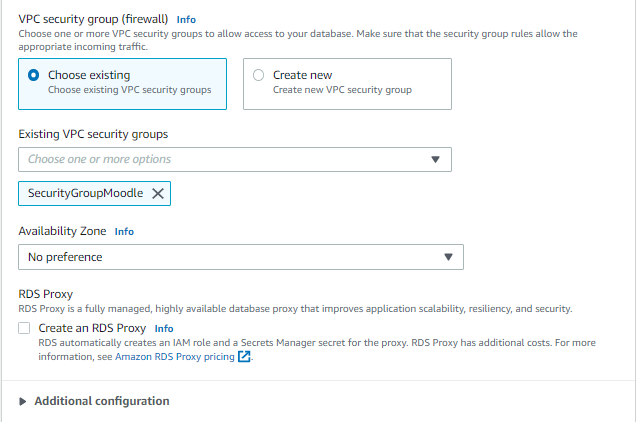 VPC security group (firewall) Info
Choose one or more VPC security groups to allow access to your database. Make sure that the security group rules allow the
appropriate incoming traffic.
Choose existing
Choose existing VPC security groups
Create new
Create new VPC security group
Existing VPC security groups
Choose one or more options
SecurityGroupMoodle
Availability Zone Info
No preference
RDS Proxy
RDS Proxy is a fully managed, highly available database proxy that improves application scalability, resiliency, and security.
Create an RDS Proxy Info
RDS automatically creates an IAM role and a Secrets Manager secret for the proxy. RDS Proxy has additional costs. For more
information, see Amazon RDS Proxy pricing.
Additional configuration